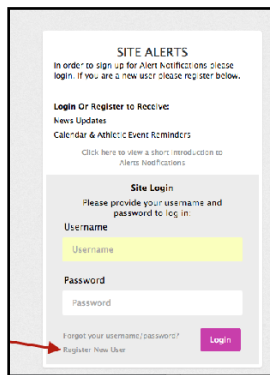 SITE ALERTS
In order to sign up for Alert Notifications please
login. If you are a new user please register below.
Login Or Register to Receive:
News Updates
Calendar & Athletic Event Reminders
Click here to view a short introduction to
Alerts Notifications
Site Login
Please provide your username and
password to log in:
Username
Username
Password
Password
Forgot your username/password?
Login
Register New User